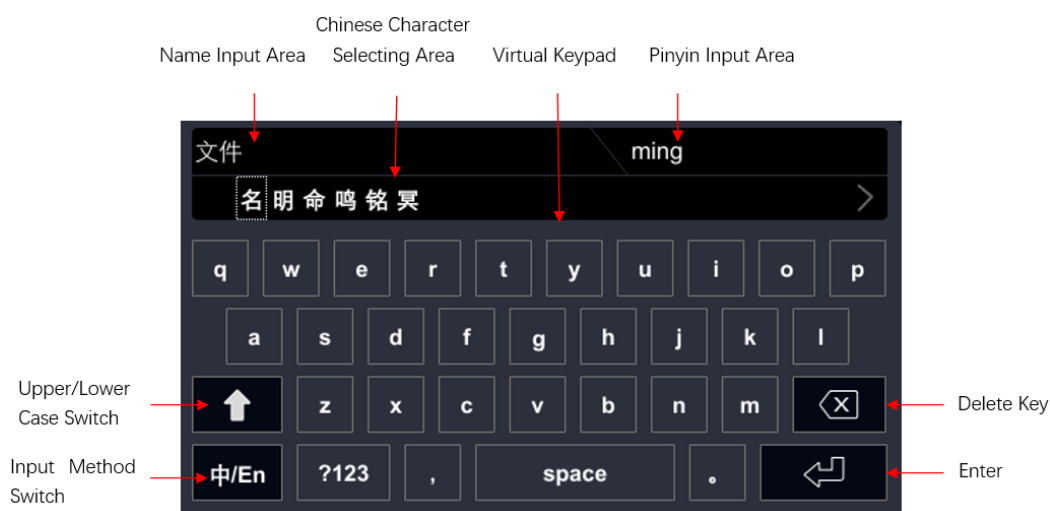 Chinese Character
Name Input Area Selecting Area Virtual Keypad Pinyin Input Area
文件 ming
名 明 命 鸣 铭 冥
q w e r t y u i o p
a s d f g h j k l
Upper/Lower
Case Switch
z x c v b n m
Delete Key
Input Method
Switch
中/En ?123 , space 。
Enter